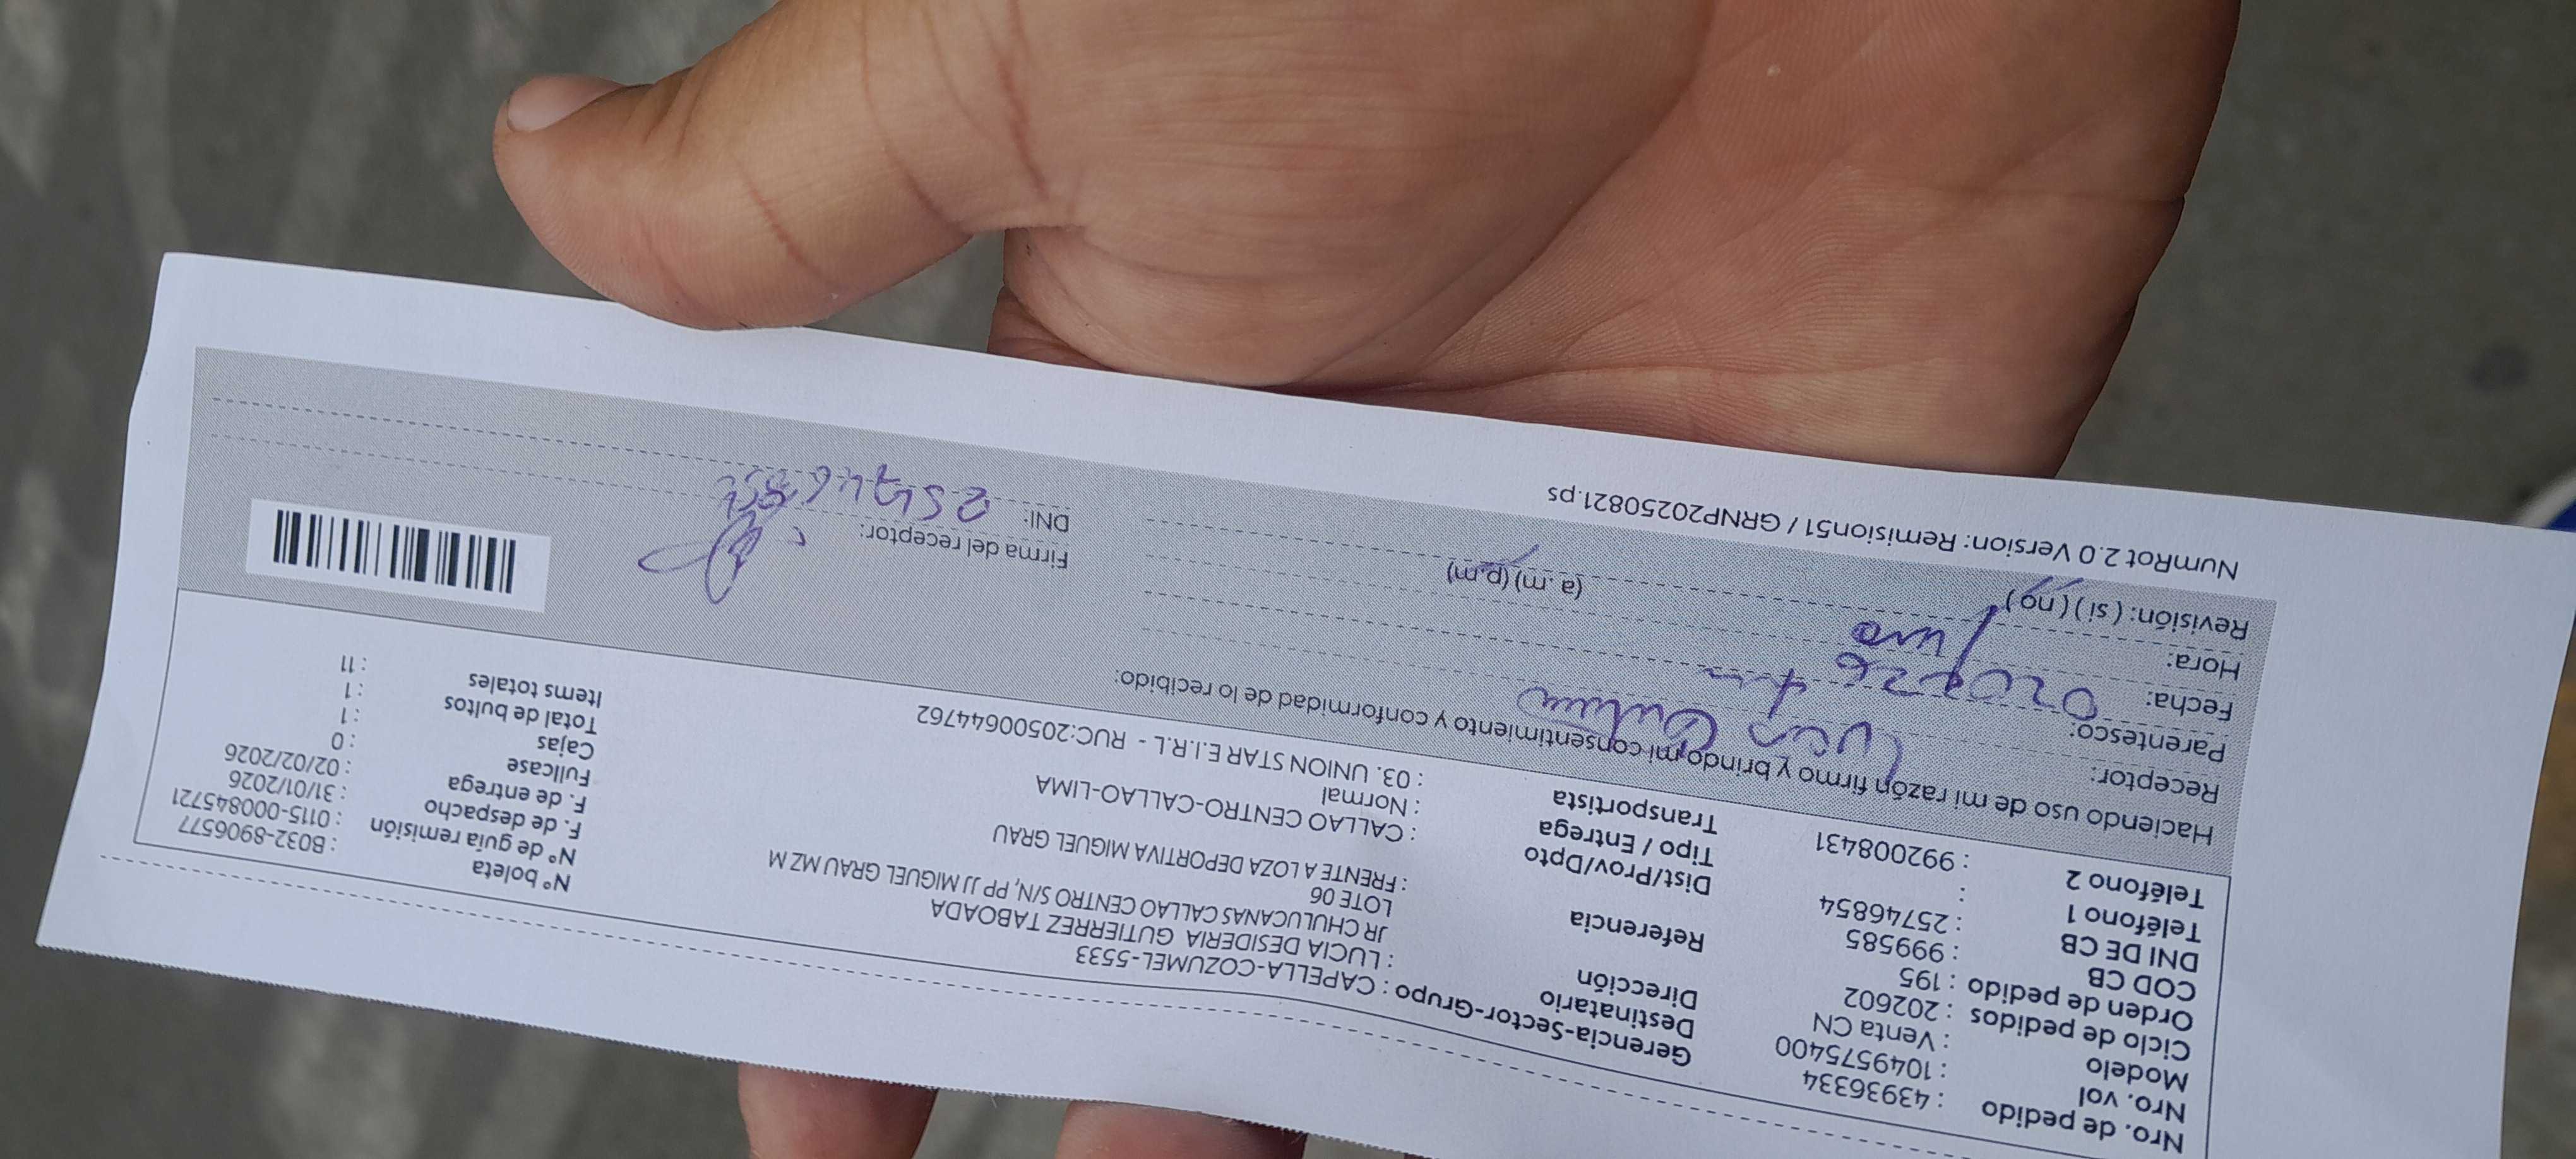 Nro. de pedido : 43936334
Nro. vol : 1049575400
Modelo : Venta CN
Ciclo de pedidos : 202602
Orden de pedido : 195
COD CB : 999585
DNI DE CB : 25746854
Teléfono 1 :
Teléfono 2 : 992008431
Gerencia-Sector-Grupo : CAPELLA-COZUMEL-5533
Destinatario : LUCIA DESIDERIA GUTIERREZ TABOADA
Dirección JR CHULUCANAS CALLAO CENTRO S/N, PP JJ MIGUEL GRAU MZ M
LOTE 06
Referencia : FRENTE A LOZA DEPORTIVA MIGUEL GRAU
Dist/Prov/Dpto : CALLAO CENTRO-CALLAO-LIMA
Tipo / Entrega : Normal
Transportista : 03. UNION STAR E.I.R.L - RUC:20500644762
N° boleta : B032-8906577
N° de guía remisión : 0115-000845721
F. de despacho : 31/01/2026
F. de entrega : 02/02/2026
Fullcase : 0
Cajas : 1
Total de bultos : 1
Items totales : 11
Haciendo uso de mi razón firmo y brindo mi consentimiento y conformidad de lo recibido:
Receptor:
Parentesco:
Fecha:
Hora: (a.m) (p.m)
Revisión: ( si ) ( no )
Firma del receptor:
DNI:
NumRot 2.0 Version: Remision51 / GRNP20250821.ps